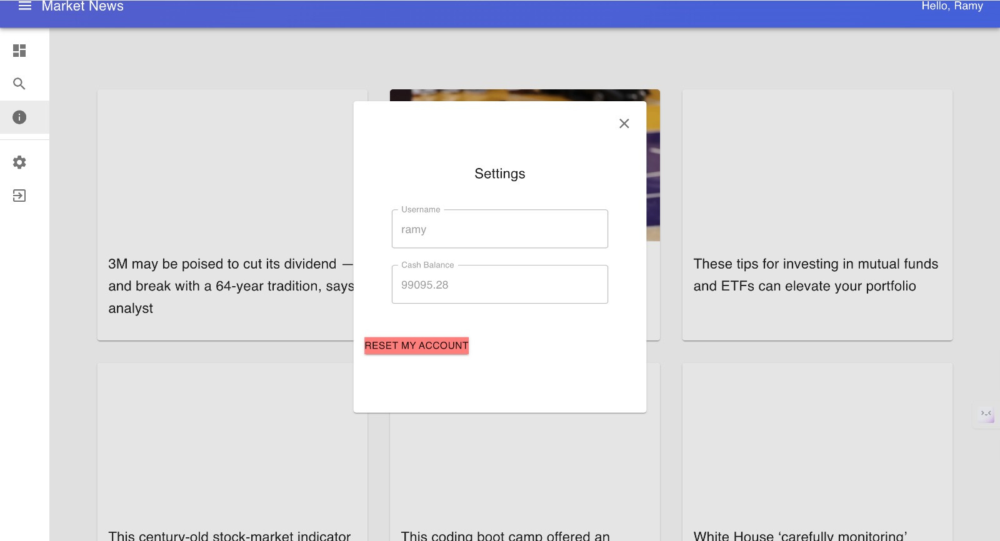 Market News
Hello, Ramy
Settings
Username
ramy
Cash Balance
99095.28
RESET MY ACCOUNT
3M may be poised to cut its dividend —
and break with a 64-year tradition, says
analyst
These tips for investing in mutual funds
and ETFs can elevate your portfolio
This century-old stock-market indicator
This coding boot camp offered an
White House ‘carefully monitoring’